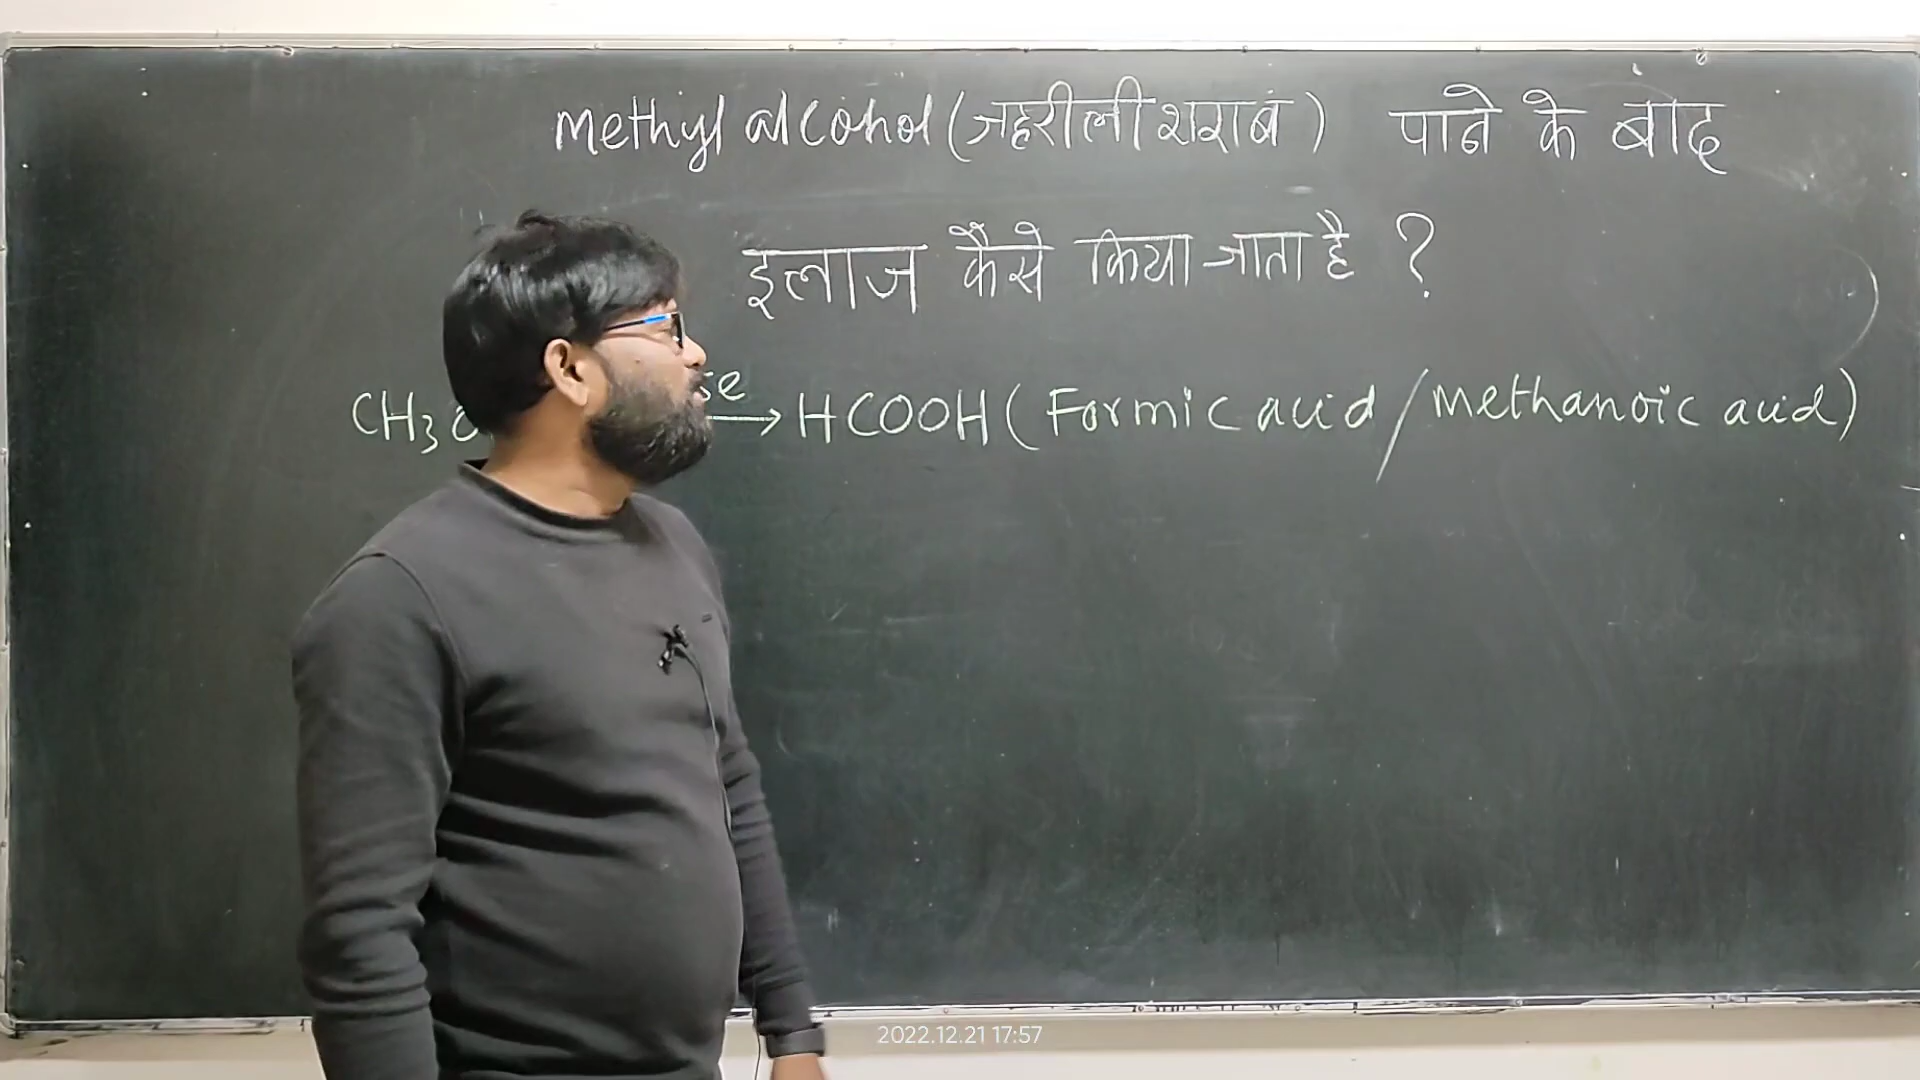 Methyl alcohol (जहरीली शराब) पीने के बाद
इलाज कैसे किया जाता है ?
CH3 → HCOOH ( Formic acid / Methanoic acid )
2022.12.21 17:57